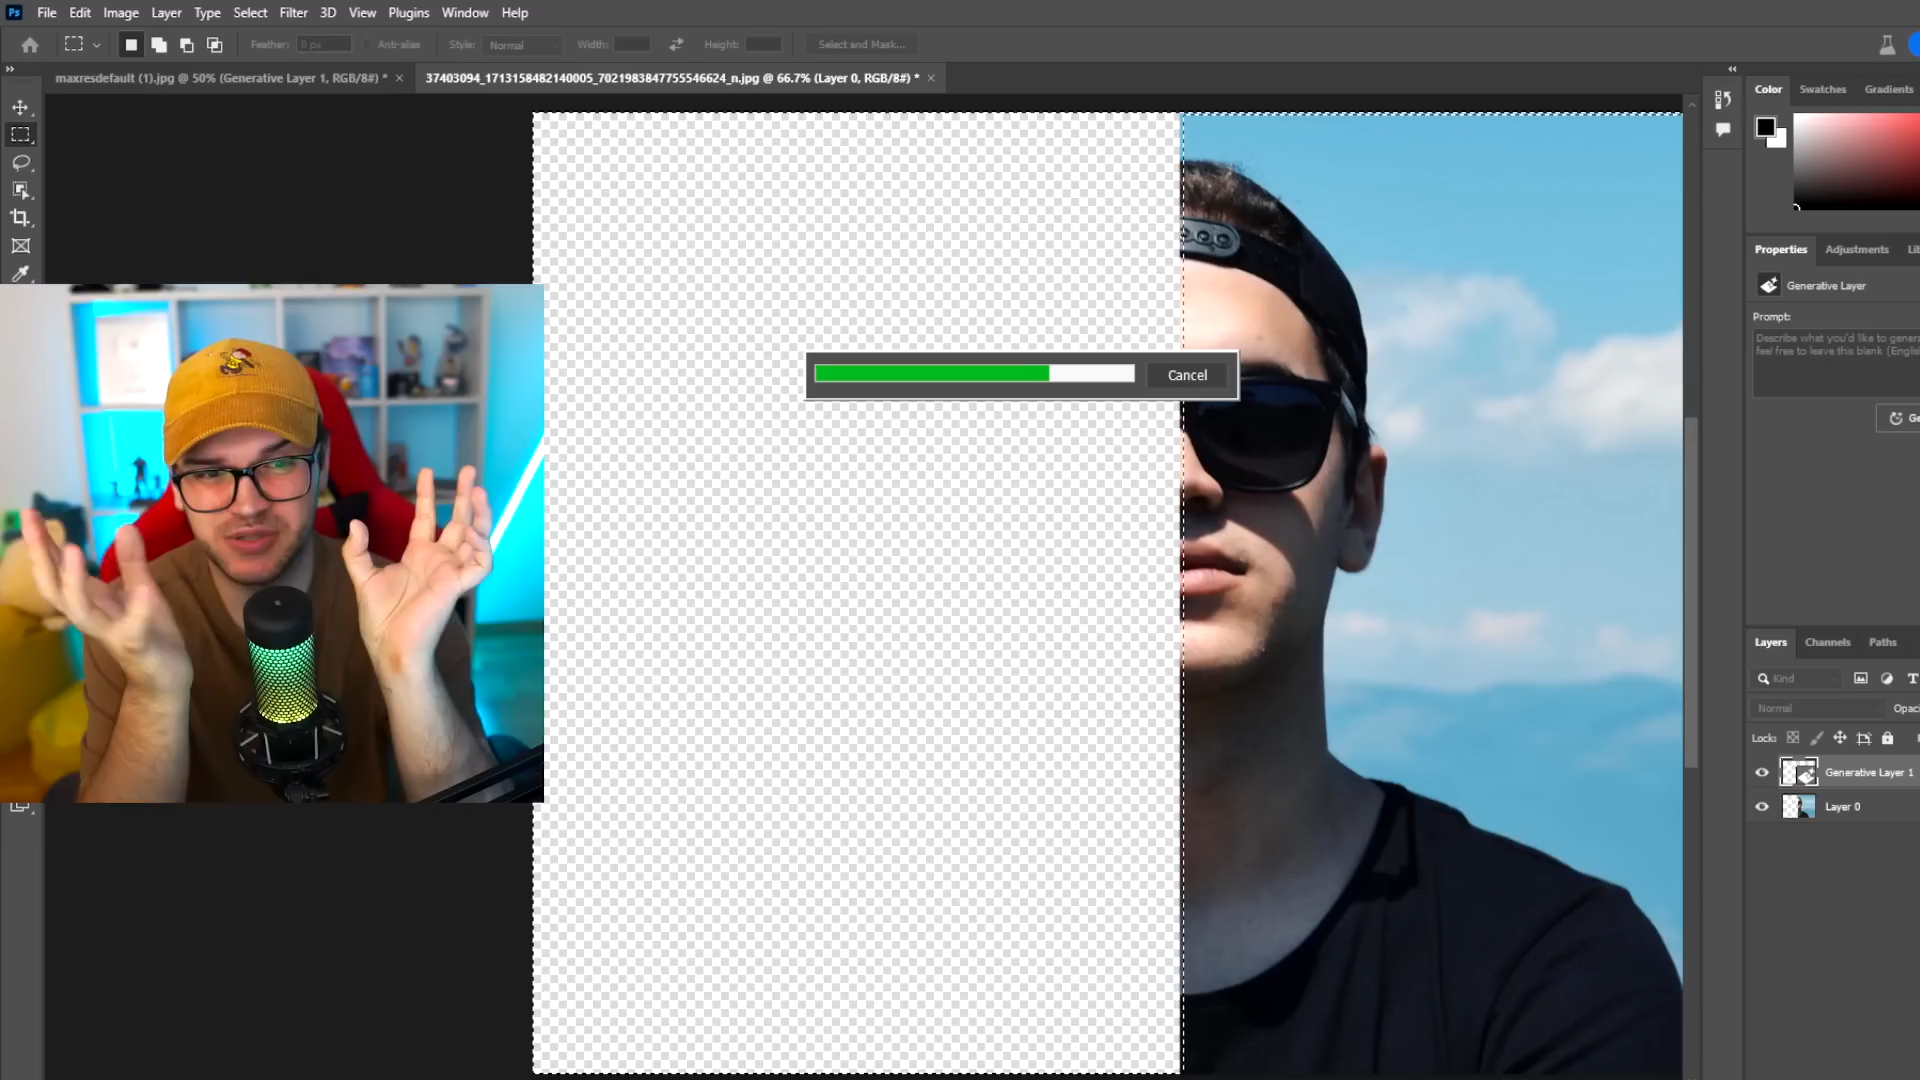 Ps File Edit Image Layer Type Select Filter 3D View Plugins Window Help
Feather: 0 px Anti-alias Style: Normal Width: Height: Select and Mask...
maxresdefault (1).jpg @ 50% (Generative Layer 1, RGB/8#) * × 37403094_1713158482140005_7021983847755546624_n.jpg @ 66.7% (Layer 0, RGB/8#) * ×
Color Swatches Gradients
Properties Adjustments Lib
Generative Layer
Prompt:
Describe what you'd like to gener
feel free to leave this blank (Englis
Cancel
Ge
Layers Channels Paths
Kind
Normal Opac
Lock:
Generative Layer 1
Layer 0